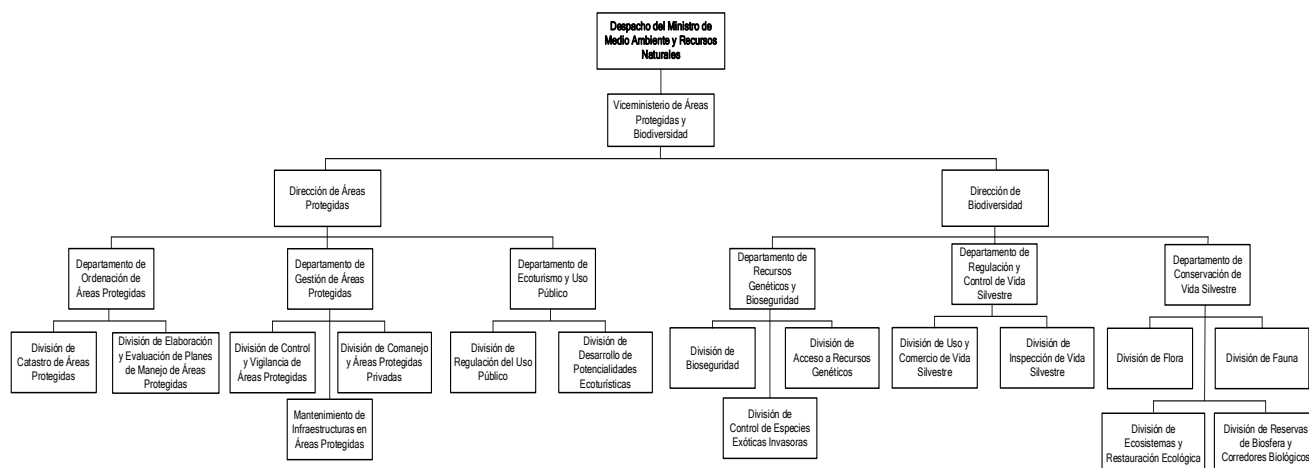 Despacho del Ministro de
Medio Ambiente y Recursos
Naturales
Viceministerio de Áreas
Protegidas y
Biodiversidad
Dirección de Áreas
Protegidas
Dirección de
Biodiversidad
Departamento de
Ordenación de
Áreas Protegidas
Departamento de
Gestión de Áreas
Protegidas
Departamento de
Ecoturismo y Uso
Público
Departamento de
Recursos
Genéticos y
Bioseguridad
Departamento de
Regulación y
Control de Vida
Silvestre
Departamento de
Conservación de
Vida Silvestre
División de
Catastro de Áreas
Protegidas
División de Elaboración
y Evaluación de Planes
de Manejo de Áreas
Protegidas
División de Control
y Vigilancia de
Áreas Protegidas
División de Comanejo
y Áreas Protegidas
Privadas
División de
Regulación del Uso
Público
División de
Desarrollo de
Potencialidades
Ecoturísticas
División de
Bioseguridad
División de
Acceso a Recursos
Genéticos
División de Uso y
Comercio de Vida
Silvestre
División de
Inspección de Vida
Silvestre
División de Flora
División de Fauna
Mantenimiento de
Infraestructuras en
Áreas Protegidas
División de
Control de Especies
Exóticas Invasoras
División de
Ecosistemas y
Restauración Ecológica
División de Reservas
de Biosfera y
Corredores Biológicos